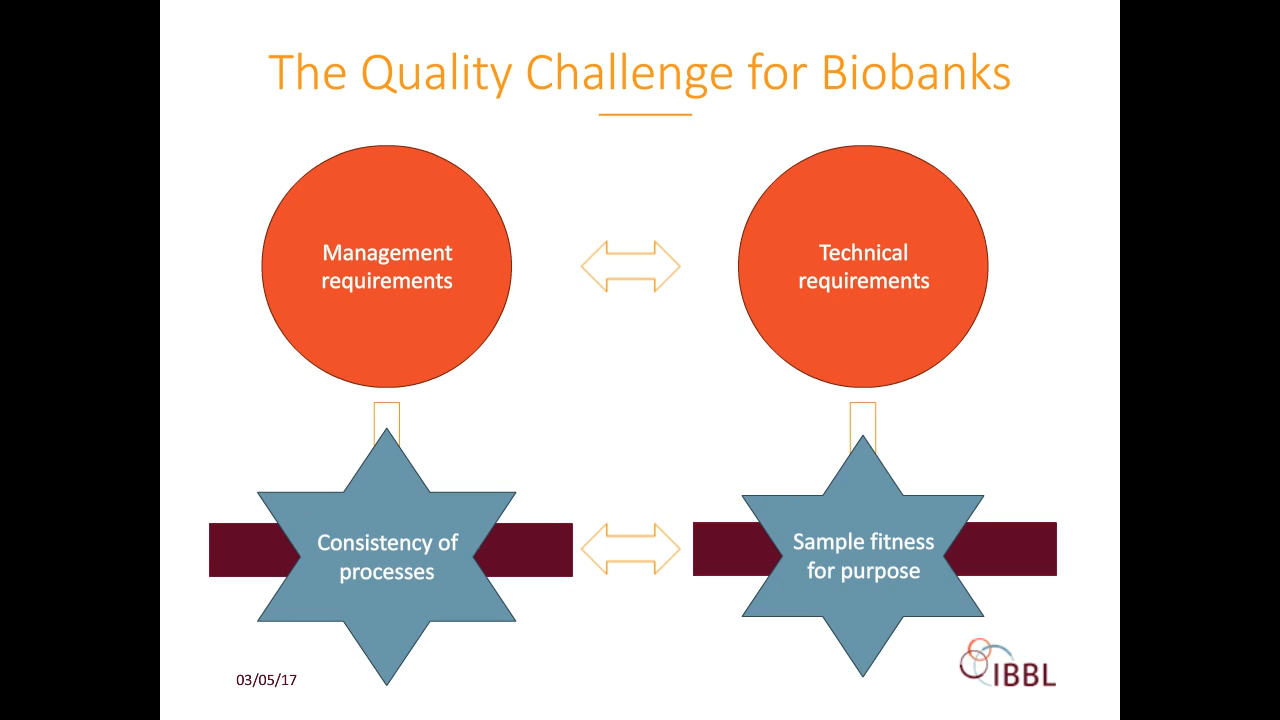 The Quality Challenge for Biobanks
Management
requirements
Technical
requirements
Consistency of
processes
Sample fitness
for purpose
03/05/17
IBBL